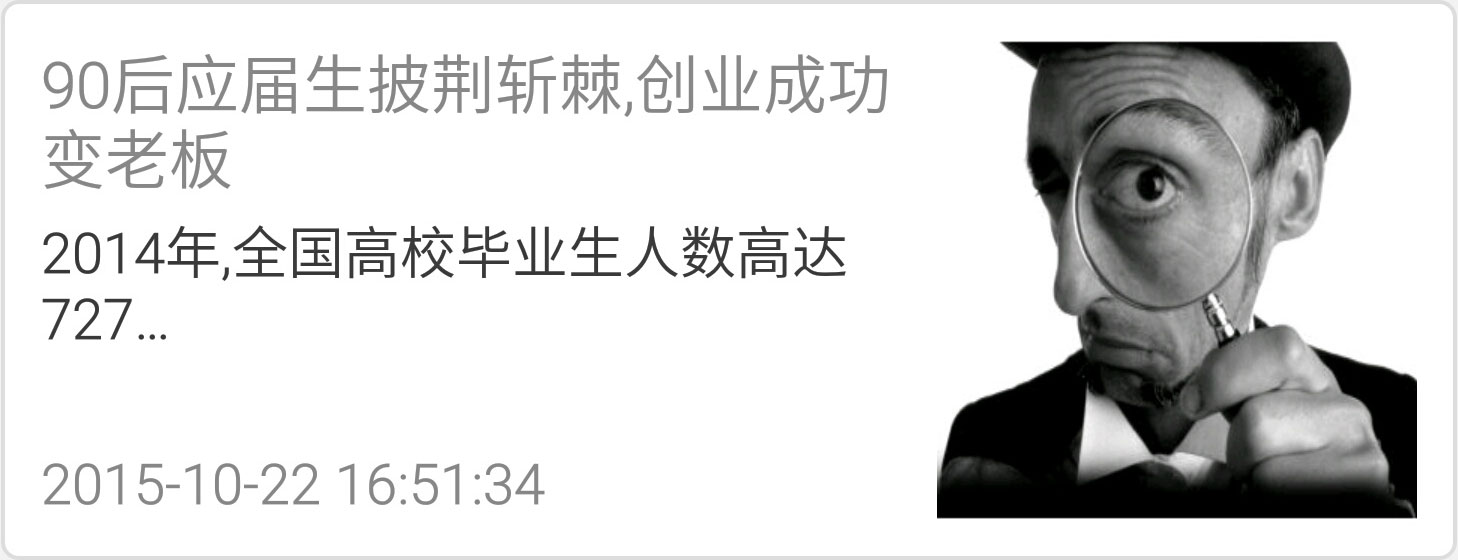 90后应届生披荆斩棘,创业成功
变老板
2014年,全国高校毕业生人数高达
727…
2015-10-22 16:51:34